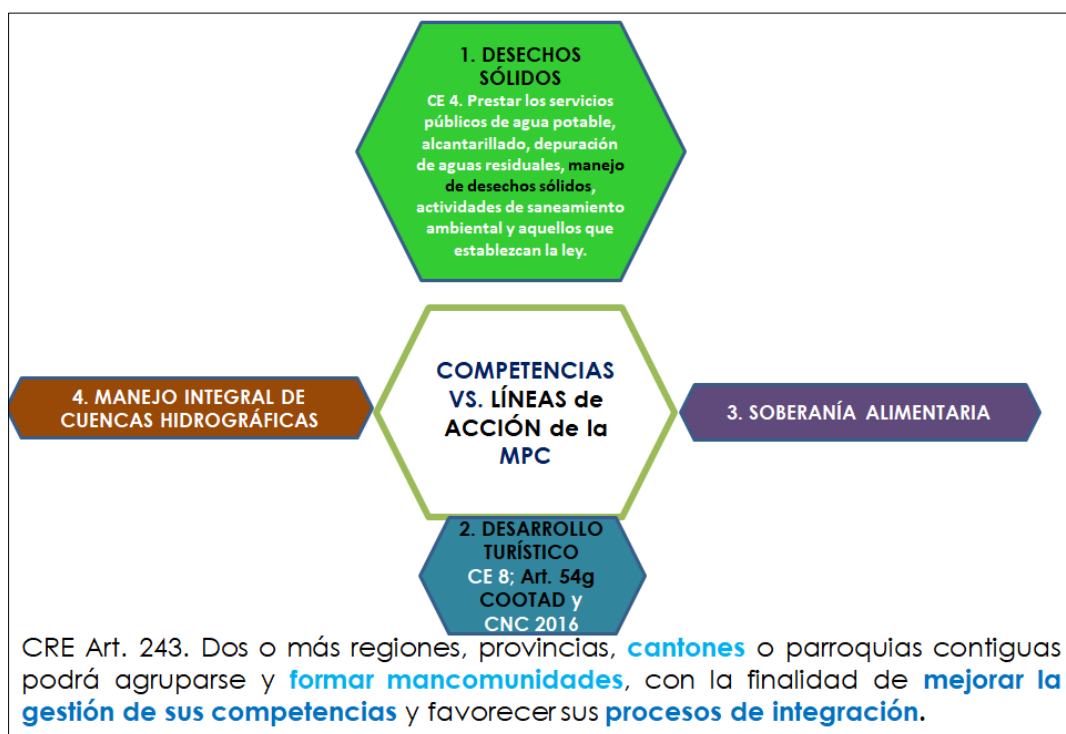 1. DESECHOS
SÓLIDOS
CE 4. Prestar los servicios
públicos de agua potable,
alcantarillado, depuración
de aguas residuales, manejo
de desechos sólidos,
actividades de saneamiento
ambiental y aquellos que
establezcan la ley.
4. MANEJO INTEGRAL DE
CUENCAS HIDROGRÁFICAS
COMPETENCIAS
VS. LÍNEAS de
ACCIÓN de la
MPC
3. SOBERANÍA ALIMENTARIA
2. DESARROLLO
TURÍSTICO
CE 8; Art. 54g
COOTAD y
CNC 2016
CRE Art. 243. Dos o más regiones, provincias, cantones o parroquias contiguas
podrá agruparse y formar mancomunidades, con la finalidad de mejorar la
gestión de sus competencias y favorecer sus procesos de integración.